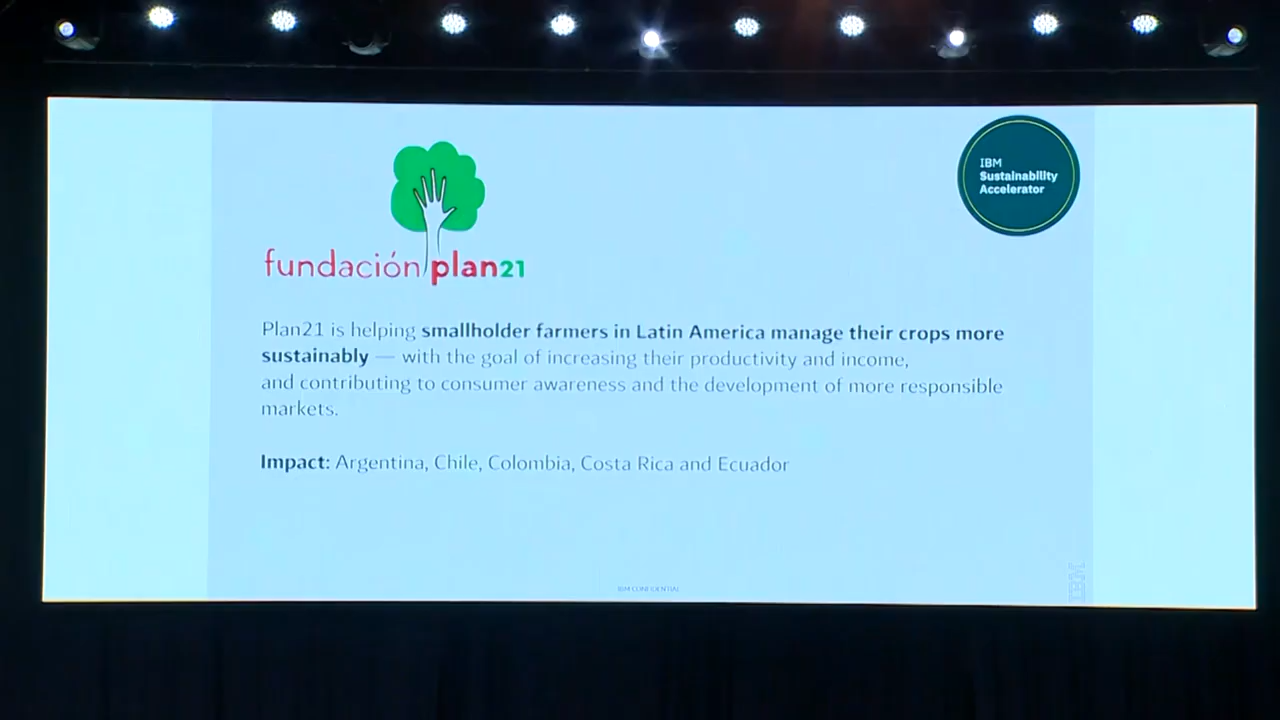 IBM
Sustainability
Accelerator
fundación plan21
Plan21 is helping smallholder farmers in Latin America manage their crops more
sustainably — with the goal of increasing their productivity and income,
and contributing to consumer awareness and the development of more responsible
markets.
Impact: Argentina, Chile, Colombia, Costa Rica and Ecuador
IBM CONFIDENTIAL
IBM